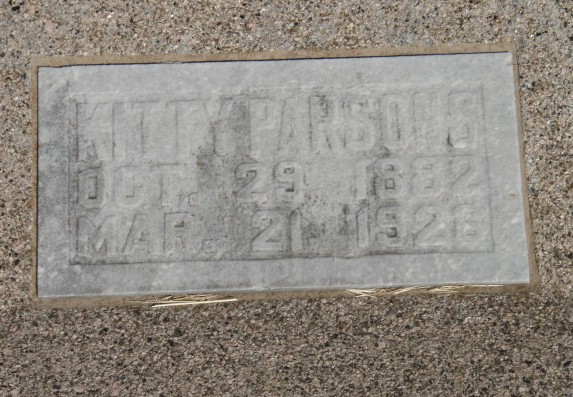 KITTY PARSONS
OCT. 29 1882
MAR. 21 1926